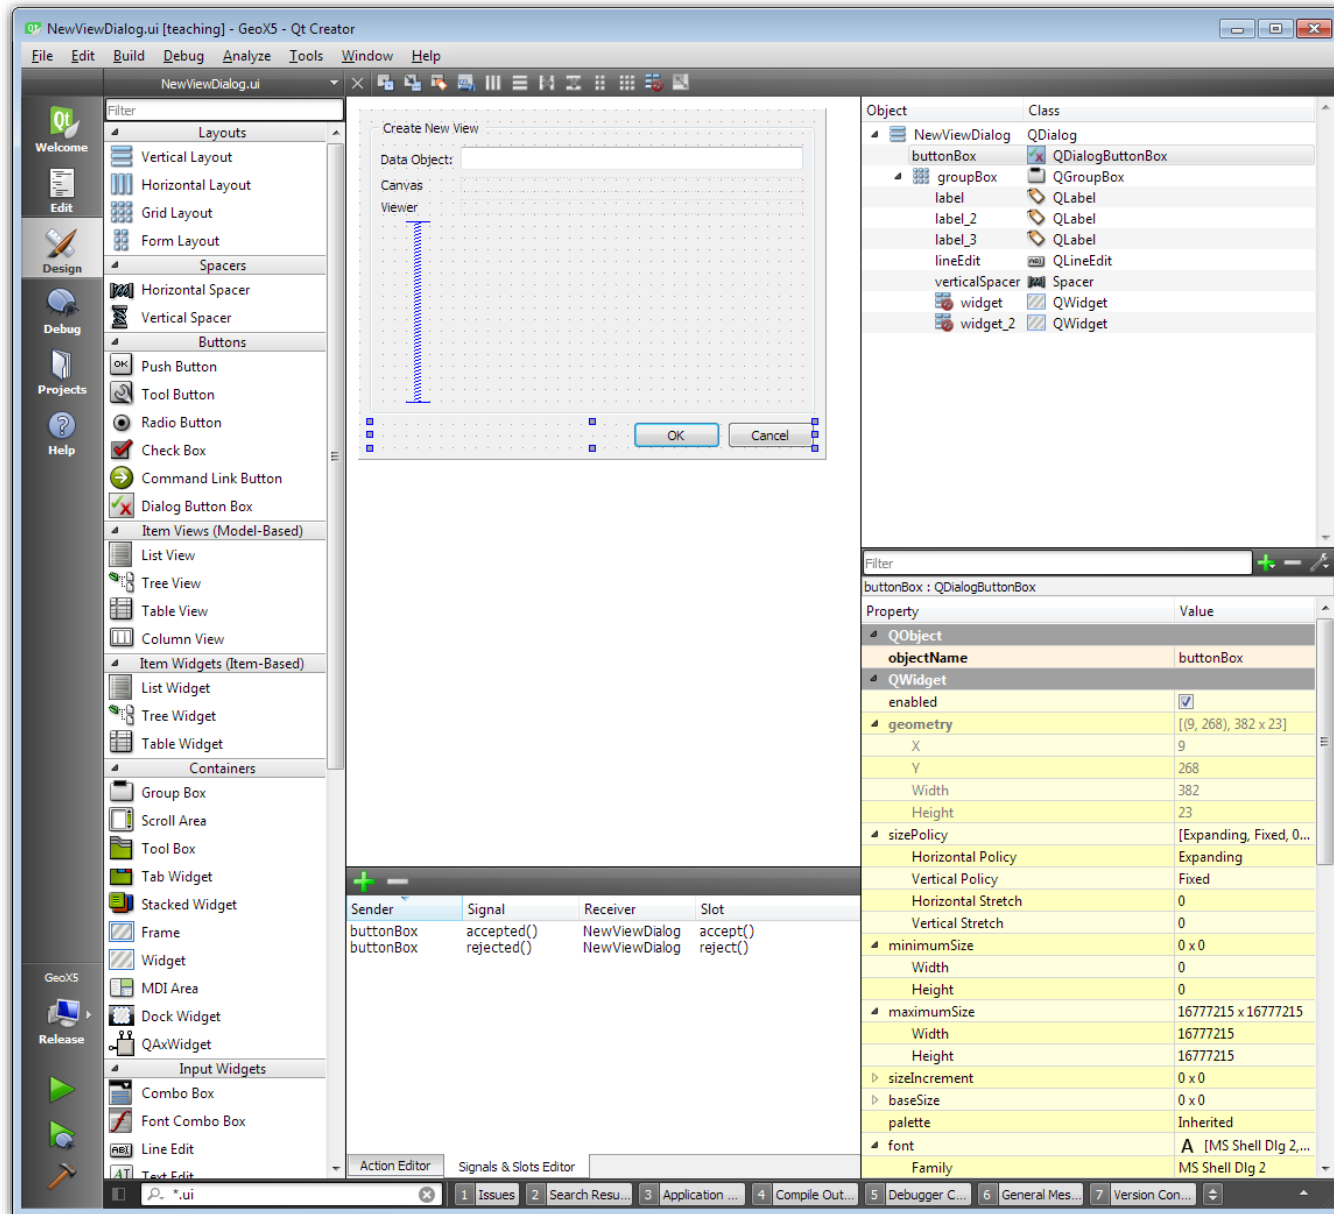 NewViewDialog.ui [teaching] - GeoX5 - Qt Creator
File Edit Build Debug Analyze Tools Window Help
NewViewDialog.ui
Welcome
Edit
Design
Debug
Projects
Help
GeoX5
Release
Filter
Layouts
Vertical Layout
Horizontal Layout
Grid Layout
Form Layout
Spacers
Horizontal Spacer
Vertical Spacer
Buttons
OK Push Button
Tool Button
Radio Button
Check Box
Command Link Button
Dialog Button Box
Item Views (Model-Based)
List View
Tree View
Table View
Column View
Item Widgets (Item-Based)
List Widget
Tree Widget
Table Widget
Containers
Group Box
Scroll Area
Tool Box
Tab Widget
Stacked Widget
Frame
Widget
MDI Area
Dock Widget
QAxWidget
Input Widgets
Combo Box
Font Combo Box
ABI Line Edit
AI Text Edit
Create New View
Data Object:
Canvas
Viewer
OK Cancel
Sender Signal Receiver Slot
buttonBox accepted() NewViewDialog accept()
buttonBox rejected() NewViewDialog reject()
Action Editor Signals & Slots Editor
Object Class
NewViewDialog QDialog
buttonBox QDialogButtonBox
groupBox QGroupBox
label QLabel
label_2 QLabel
label_3 QLabel
lineEdit QLineEdit
verticalSpacer Spacer
widget QWidget
widget_2 QWidget
Filter
buttonBox : QDialogButtonBox
Property Value
QObject
objectName buttonBox
QWidget
enabled
geometry [(9, 268), 382 x 23]
X 9
Y 268
Width 382
Height 23
sizePolicy [Expanding, Fixed, 0...
Horizontal Policy Expanding
Vertical Policy Fixed
Horizontal Stretch 0
Vertical Stretch 0
minimumSize 0 x 0
Width 0
Height 0
maximumSize 16777215 x 16777215
Width 16777215
Height 16777215
sizeIncrement 0 x 0
baseSize 0 x 0
palette Inherited
font A [MS Shell Dlg 2,...
Family MS Shell Dlg 2
*.ui
1 Issues 2 Search Resu... 3 Application ... 4 Compile Out... 5 Debugger C... 6 General Mes... 7 Version Con...